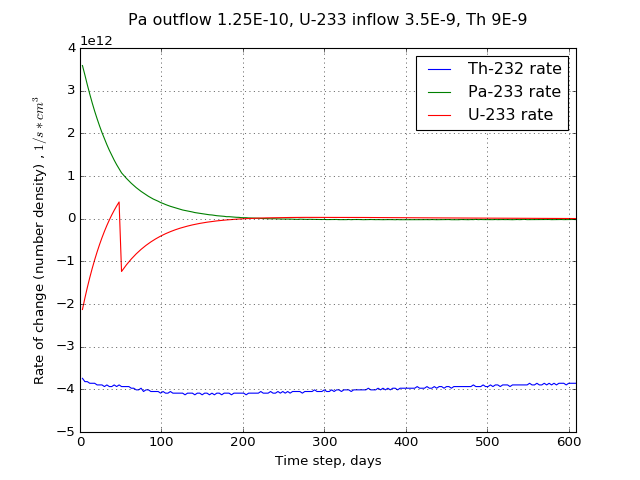 Pa outflow 1.25E-10, U-233 inflow 3.5E-9, Th 9E-9
1e12
4
3
2
1
0
−1
−2
−3
−4
−5
Rate of change (number density) , 1/s * cm³
Th-232 rate
Pa-233 rate
U-233 rate
0 100 200 300 400 500 600
Time step, days